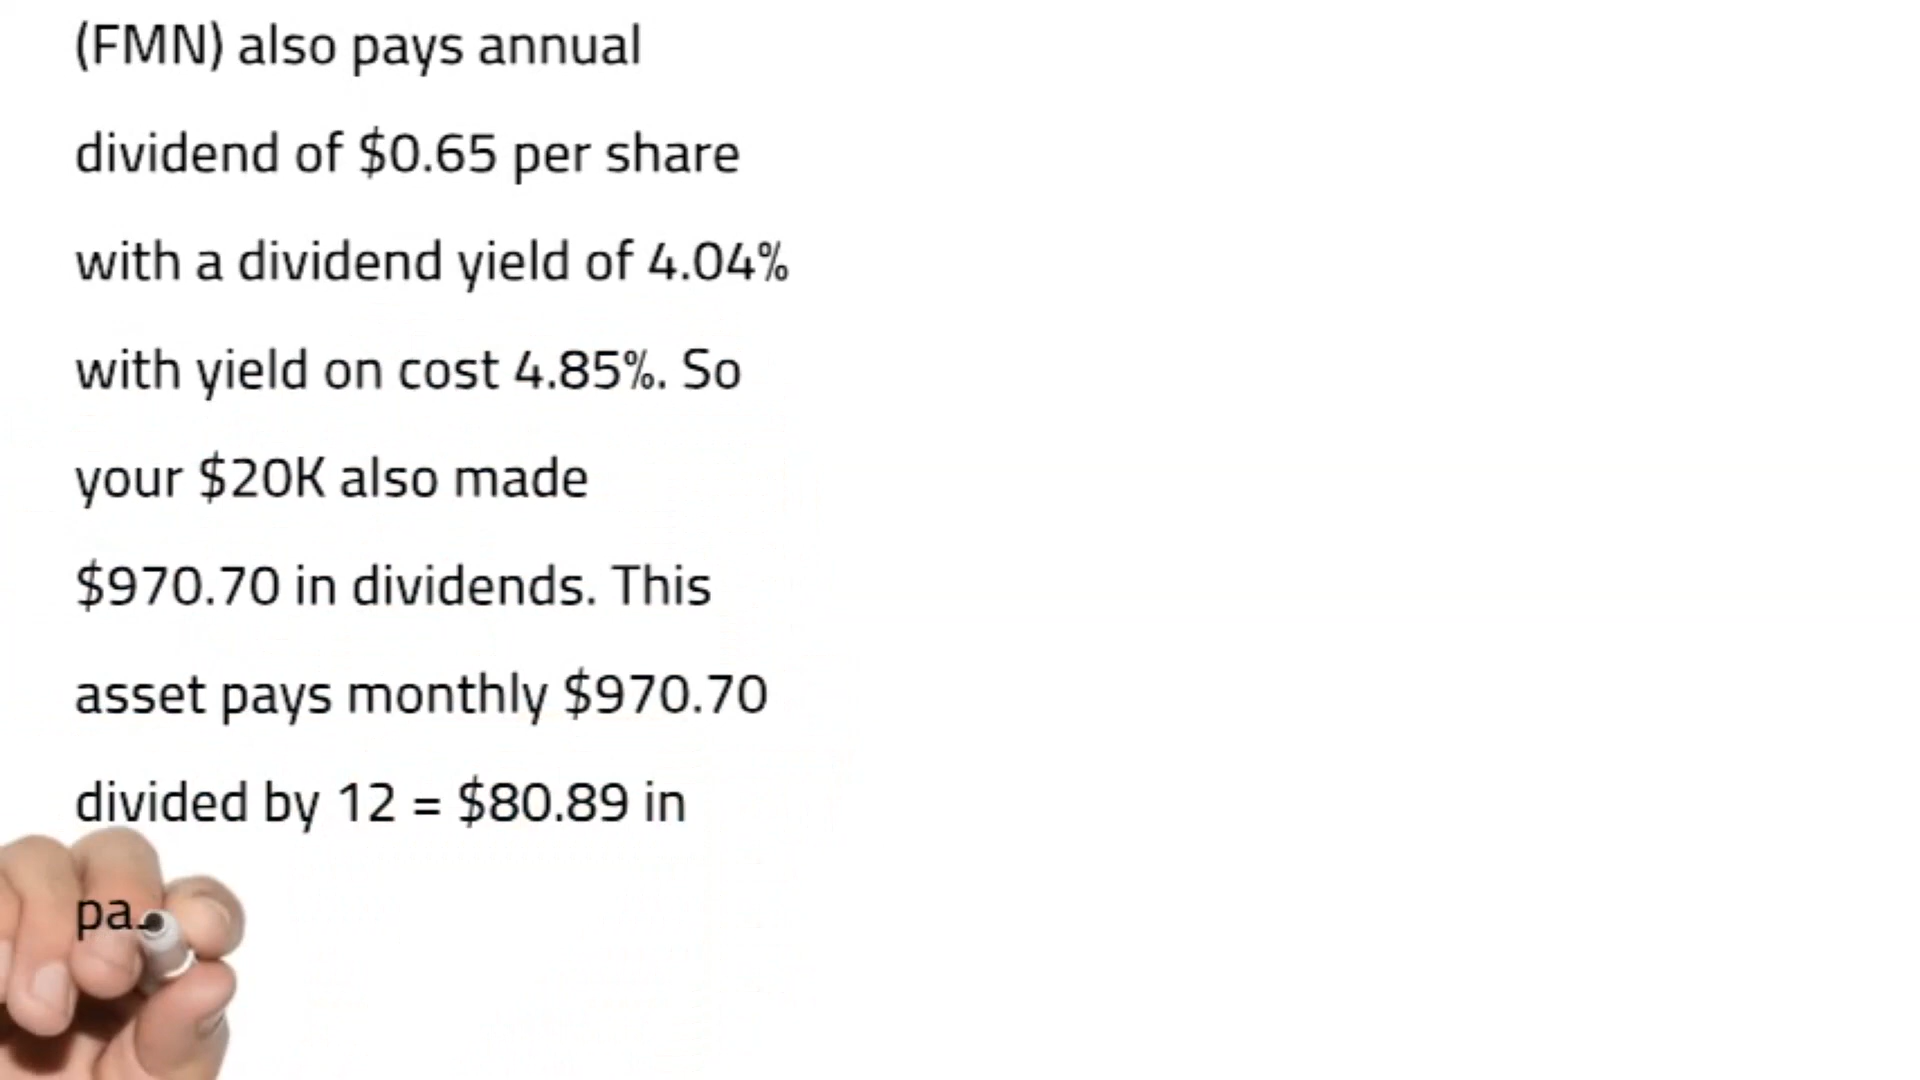 (FMN) also pays annual
dividend of $0.65 per share
with a dividend yield of 4.04%
with yield on cost 4.85%. So
your $20K also made
$970.70 in dividends. This
asset pays monthly $970.70
divided by 12 = $80.89 in